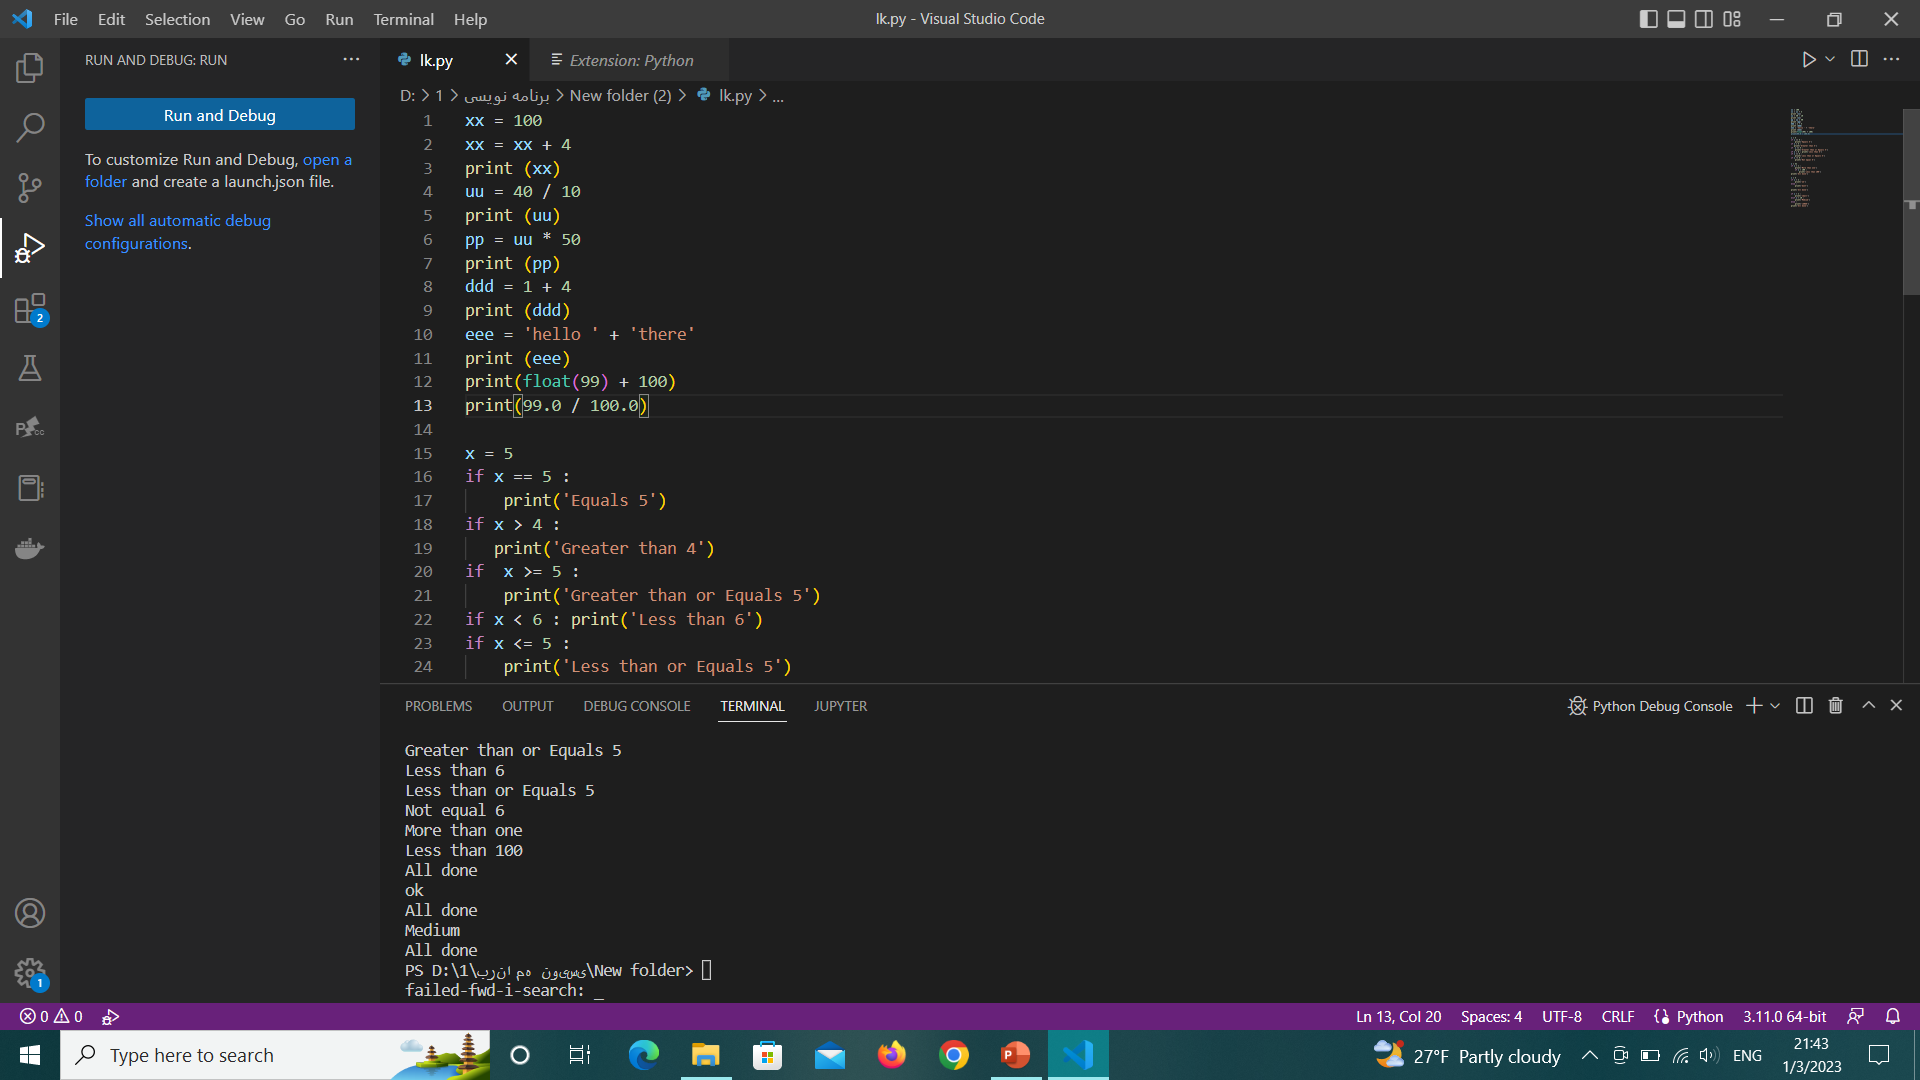 File Edit Selection View Go Run Terminal Help
lk.py - Visual Studio Code
RUN AND DEBUG: RUN
Run and Debug
To customize Run and Debug, open a
folder and create a launch.json file.
Show all automatic debug
configurations.
lk.py
Extension: Python
D: > 1 > برنامه نویسی > New folder (2) > lk.py > ...
1 xx = 100
2 xx = xx + 4
3 print (xx)
4 uu = 40 / 10
5 print (uu)
6 pp = uu * 50
7 print (pp)
8 ddd = 1 + 4
9 print (ddd)
10 eee = 'hello ' + 'there'
11 print (eee)
12 print(float(99) + 100)
13 print(99.0 / 100.0)
14
15 x = 5
16 if x == 5 :
17     print('Equals 5')
18 if x > 4 :
19    print('Greater than 4')
20 if  x >= 5 :
21     print('Greater than or Equals 5')
22 if x < 6 : print('Less than 6')
23 if x <= 5 :
24     print('Less than or Equals 5')
PROBLEMS OUTPUT DEBUG CONSOLE TERMINAL JUPYTER
Python Debug Console
Greater than or Equals 5
Less than 6
Less than or Equals 5
Not equal 6
More than one
Less than 100
All done
ok
All done
Medium
All done
PS D:\1\برنامه نویسی\New folder>
failed-fwd-i-search: _
2
1
0 0
Ln 13, Col 20 Spaces: 4 UTF-8 CRLF Python 3.11.0 64-bit
Type here to search
27°F Partly cloudy
ENG
21:43
1/3/2023